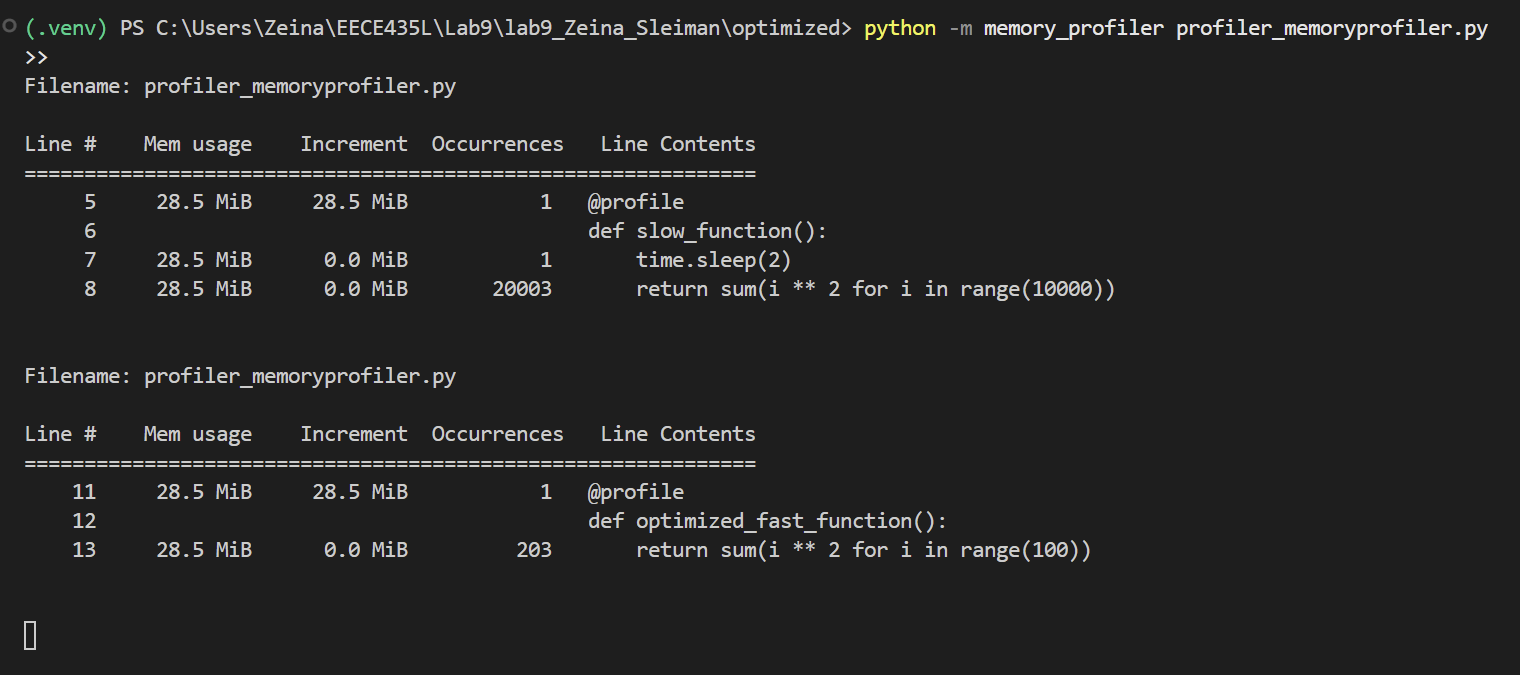 (.venv) PS C:\Users\Zeina\EECE435L\Lab9\lab9_Zeina_Sleiman\optimized> python -m memory_profiler profiler_memoryprofiler.py
>>
Filename: profiler_memoryprofiler.py
Line #    Mem usage    Increment  Occurrences   Line Contents
=============================================================
     5     28.5 MiB     28.5 MiB           1   @profile
     6                                         def slow_function():
     7     28.5 MiB      0.0 MiB           1       time.sleep(2)
     8     28.5 MiB      0.0 MiB       20003       return sum(i ** 2 for i in range(10000))
Filename: profiler_memoryprofiler.py
Line #    Mem usage    Increment  Occurrences   Line Contents
=============================================================
    11     28.5 MiB     28.5 MiB           1   @profile
    12                                         def optimized_fast_function():
    13     28.5 MiB      0.0 MiB         203       return sum(i ** 2 for i in range(100))